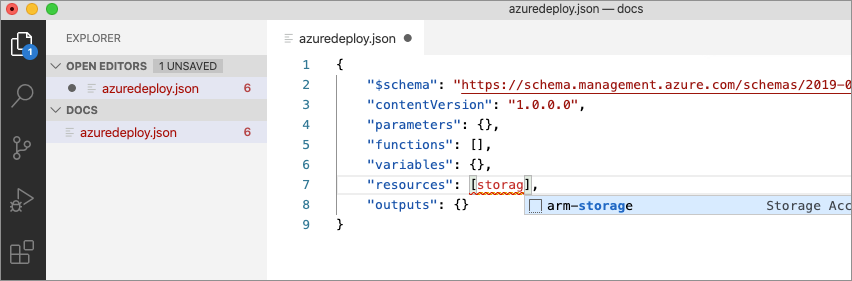 azuredeploy.json — docs
EXPLORER
OPEN EDITORS 1 UNSAVED
azuredeploy.json 6
DOCS
azuredeploy.json 6
1
azuredeploy.json
1 {
2 "$schema": "https://schema.management.azure.com/schemas/2019-0
3 "contentVersion": "1.0.0.0",
4 "parameters": {},
5 "functions": [],
6 "variables": {},
7 "resources": [storag],
arm-storage Storage Acc
8 "outputs": {}
9 }